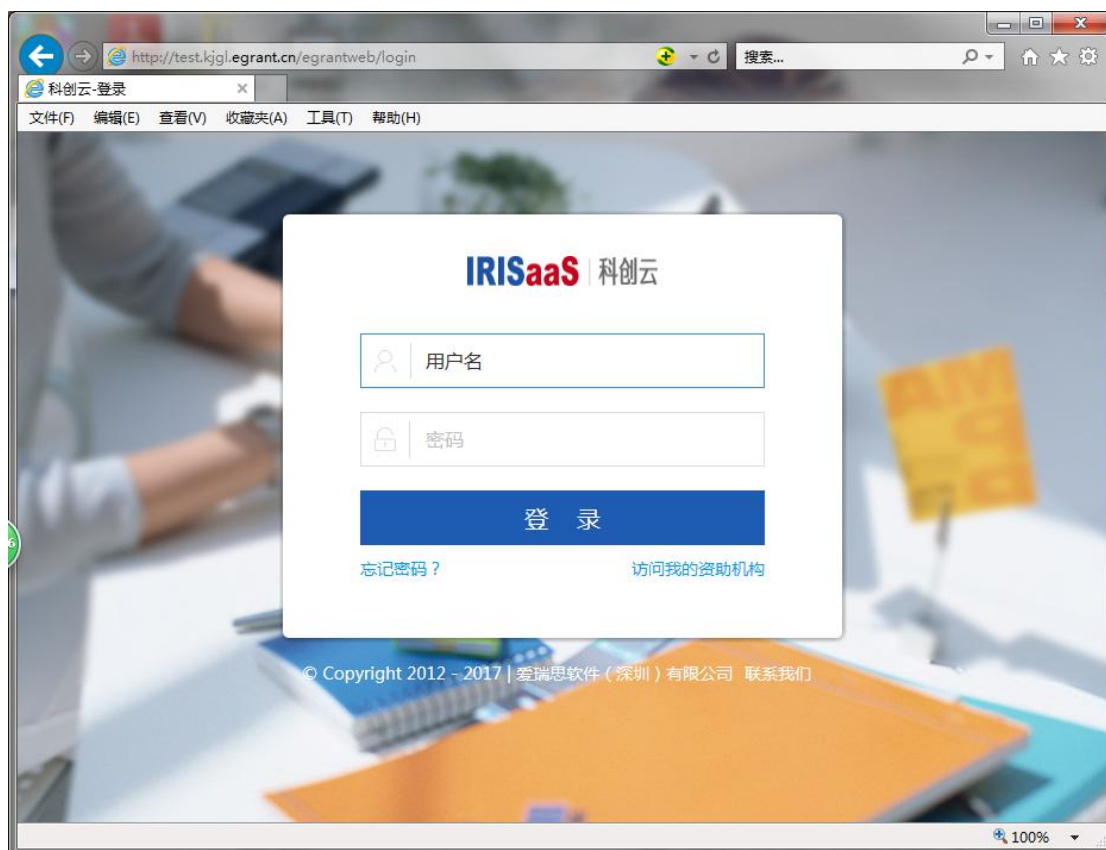 http://test.kjgl.egrant.cn/egrantweb/login
搜索...
科创云-登录
文件(F) 编辑(E) 查看(V) 收藏夹(A) 工具(T) 帮助(H)
IRISaaS 科创云
用户名
密码
登 录
忘记密码？ 访问我的资助机构
© Copyright 2012 - 2017 | 爱瑞思软件（深圳）有限公司 联系我们
100%